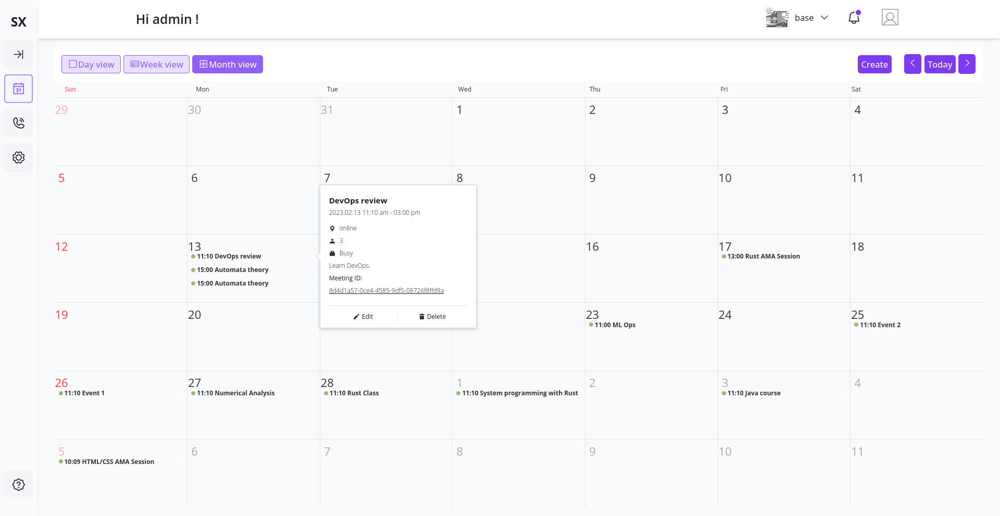 SX
Hi admin !
base
Day view
Week view
Month view
Create
Today
Sun
Mon
Tue
Wed
Thu
Fri
Sat
29
30
31
1
2
3
4
5
6
7
8
9
10
11
12
13
11:10 DevOps review
15:00 Automata theory
15:00 Automata theory
DevOps review
2023.02.13 11:10 am - 03:00 pm
online
3
Busy
Learn DevOps.
Meeting ID:
8d4d1a57-0ce4-4585-9df5-08726f8ffd9a
Edit
Delete
16
17
13:00 Rust AMA Session
18
19
20
23
11:00 ML Ops
24
25
11:10 Event 2
26
11:10 Event 1
27
11:10 Numerical Analysis
28
11:10 Rust Class
1
11:10 System programming with Rust
2
3
11:10 Java course
4
5
10:09 HTML/CSS AMA Session
6
7
8
9
10
11
31